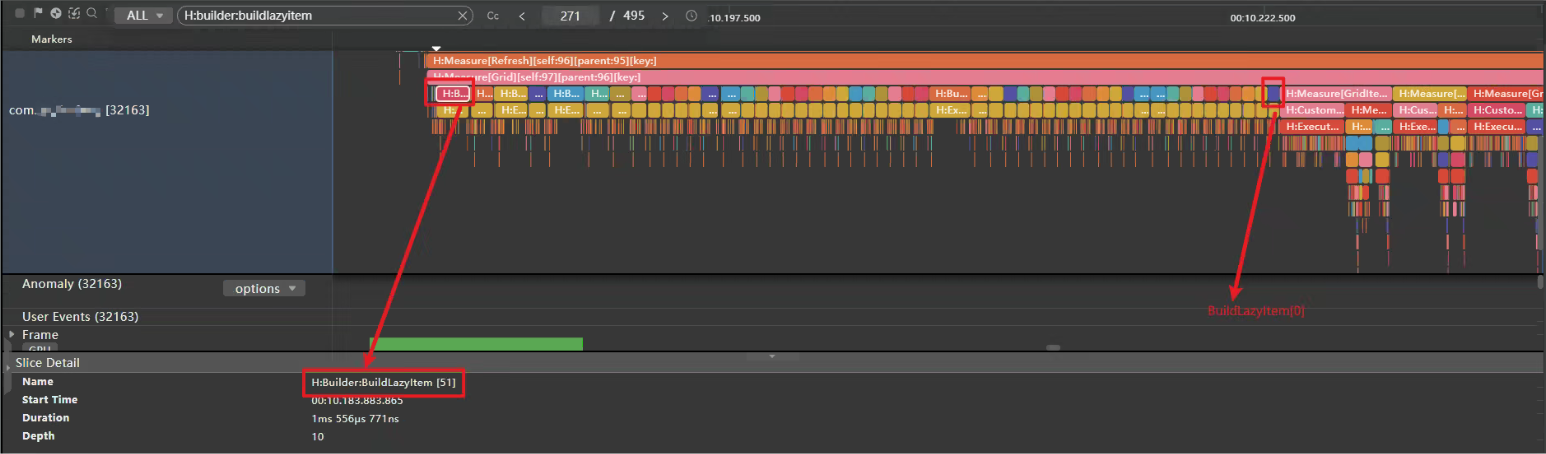 ALL H:builder:buildlazyitem Cc 271 / 495 :10.197.500 00:10.222.500
Markers
H:Measure[Refresh][self:96][parent:95][key:]
H:Measure[Grid][self:97][parent:96][key:]
H:B... H... H:B... ... H:B... H... ... ... ... ... ... H:Bu... ... ... ... H:Measure[GridIte... H:Measure[... H:Measure[Gr
com. [32163] H:B... ... H:E... ... H:E... ... ... ... ... ... H:Ex... ... ... ... H:Custom... H:Me... H:Cus... H:... H:Custo... H:
H:Execut... H:... ... H:Exe... ... H:Execu... ...
Anomaly (32163) options
BuildLazyItem[0]
User Events (32163)
Frame
GPU
Slice Detail
Name H:Builder:BuildLazyItem [51]
Start Time 00:10.183.883.865
Duration 1ms 556μs 771ns
Depth 10